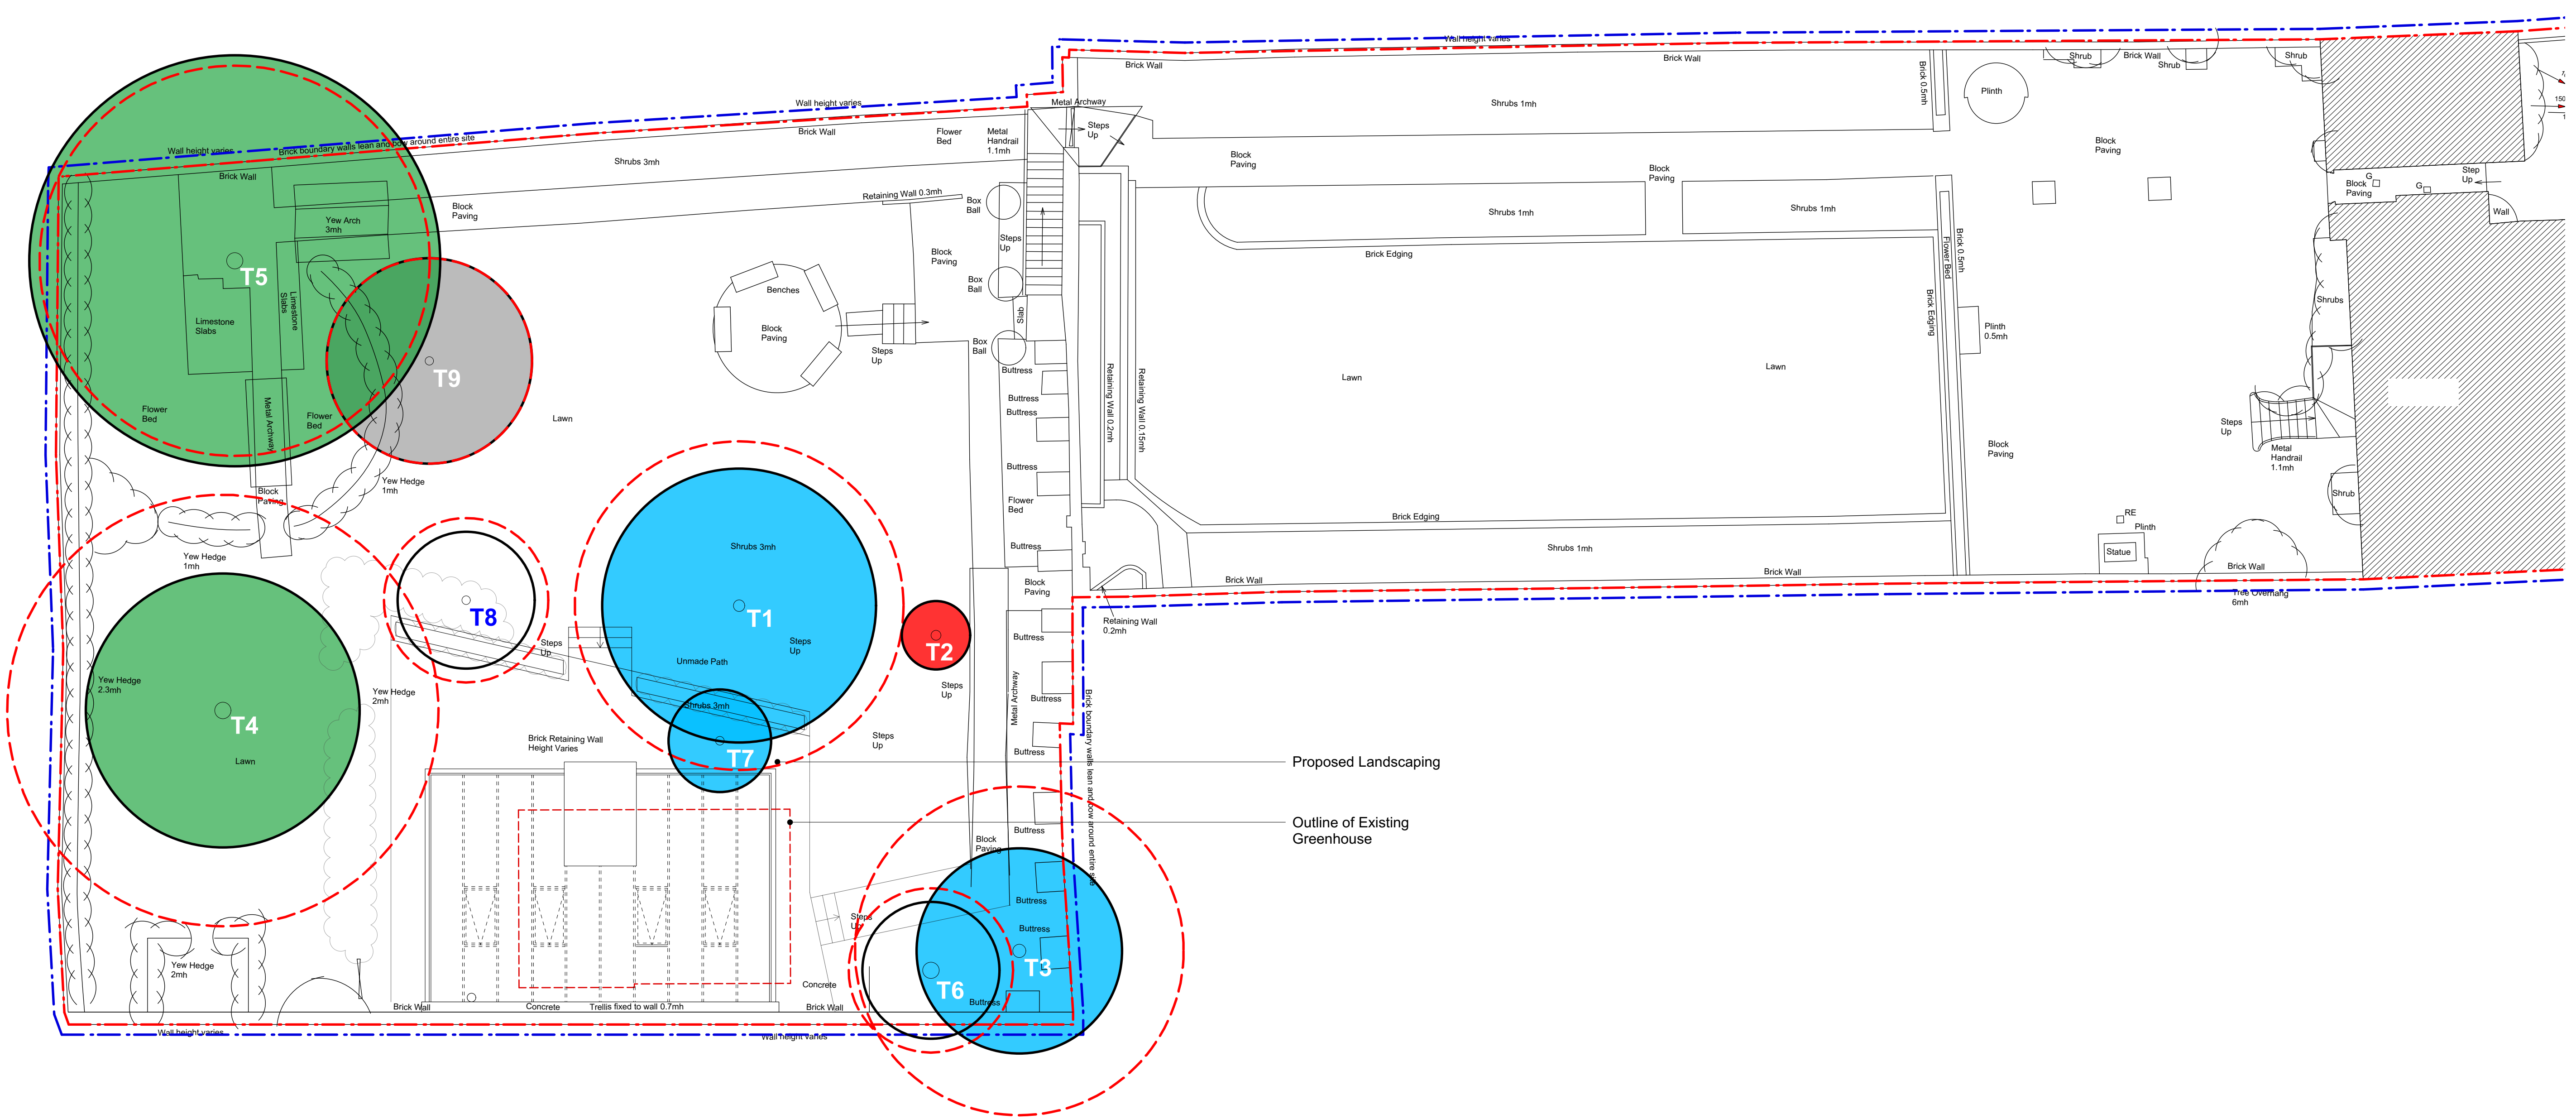 Wall height varies
Brick Wall
Brick Wall
Shrub
Brick Wall
Shrub
Shrub
Brick 0.5mh
Plinth
150
Wall height varies
Metal Archway
Shrubs 1mh
Brick Wall
Flower
Bed
Metal
Handrail
1.1mh
Steps
Up
Wall height varies
Brick boundary walls lean and bow around entire site
Brick Wall
Shrubs 3mh
Block
Paving
Block
Paving
Block
Paving
Block
Paving
G
G
Step
Up
Wall
Yew Arch
3mh
Block
Paving
Retaining Wall 0.3mh
Box
Ball
Shrubs 1mh
Shrubs 1mh
Steps
Up
Block
Paving
Brick Edging
Flower Bed
Brick 0.5mh
T5
Limestone
Slabs
Limestone
Slabs
Benches
Block
Paving
Box
Ball
Slab
Steps
Up
Box
Ball
Brick Edging
Plinth
0.5mh
Shrubs
T9
Buttress
Buttress
Buttress
Retaining Wall 0.2mh
Retaining Wall 0.15mh
Lawn
Lawn
Flower
Bed
Metal Archway
Flower
Bed
Lawn
Steps
Up
Metal
Handrail
1.1mh
Block
Paving
Buttress
Yew Hedge
1mh
Block
Paving
Flower
Bed
Shrub
Brick Edging
RE
Plinth
Statue
Yew Hedge
1mh
Shrubs 3mh
Buttress
Shrubs 1mh
Block
Paving
Brick Wall
Brick Wall
Brick Wall
Tree Overhang
6mh
T8
T1
Steps
Up
Steps
Up
T2
Buttress
Retaining Wall
0.2mh
Unmade Path
Yew Hedge
2.3mh
Yew Hedge
2mh
Steps
Up
Metal Archway
Buttress
Brick boundary walls lean and bow around entire site
Shrubs 3mh
T4
Lawn
Brick Retaining Wall
Height Varies
T7
Steps
Up
Buttress
Proposed Landscaping
Outline of Existing
Greenhouse
Buttress
Block
Paving
Buttress
Steps
Up
Buttress
Yew Hedge
2mh
T3
T6
Concrete
Buttress
Brick Wall
Concrete
Trellis fixed to wall 0.7mh
Brick Wall
Wall height varies
Wall height varies